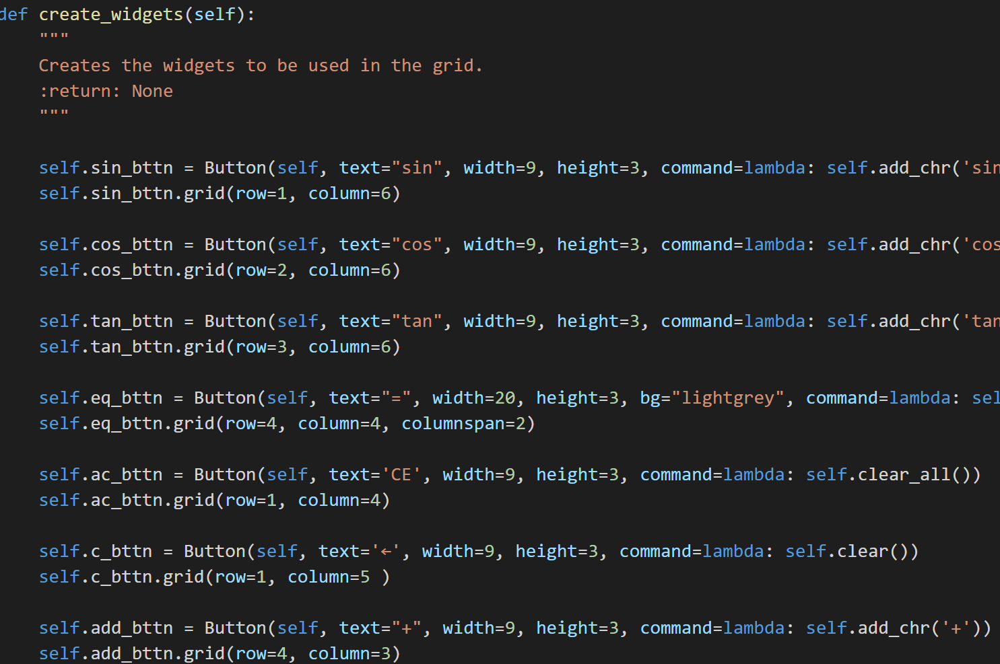 def create_widgets(self):
"""
Creates the widgets to be used in the grid.
:return: None
"""
self.sin_bttn = Button(self, text="sin", width=9, height=3, command=lambda: self.add_chr('sin
self.sin_bttn.grid(row=1, column=6)
self.cos_bttn = Button(self, text="cos", width=9, height=3, command=lambda: self.add_chr('cos
self.cos_bttn.grid(row=2, column=6)
self.tan_bttn = Button(self, text="tan", width=9, height=3, command=lambda: self.add_chr('tan
self.tan_bttn.grid(row=3, column=6)
self.eq_bttn = Button(self, text="=", width=20, height=3, bg="lightgrey", command=lambda: sel
self.eq_bttn.grid(row=4, column=4, columnspan=2)
self.ac_bttn = Button(self, text='CE', width=9, height=3, command=lambda: self.clear_all())
self.ac_bttn.grid(row=1, column=4)
self.c_bttn = Button(self, text='←', width=9, height=3, command=lambda: self.clear())
self.c_bttn.grid(row=1, column=5 )
self.add_bttn = Button(self, text="+", width=9, height=3, command=lambda: self.add_chr('+'))
self.add_bttn.grid(row=4, column=3)